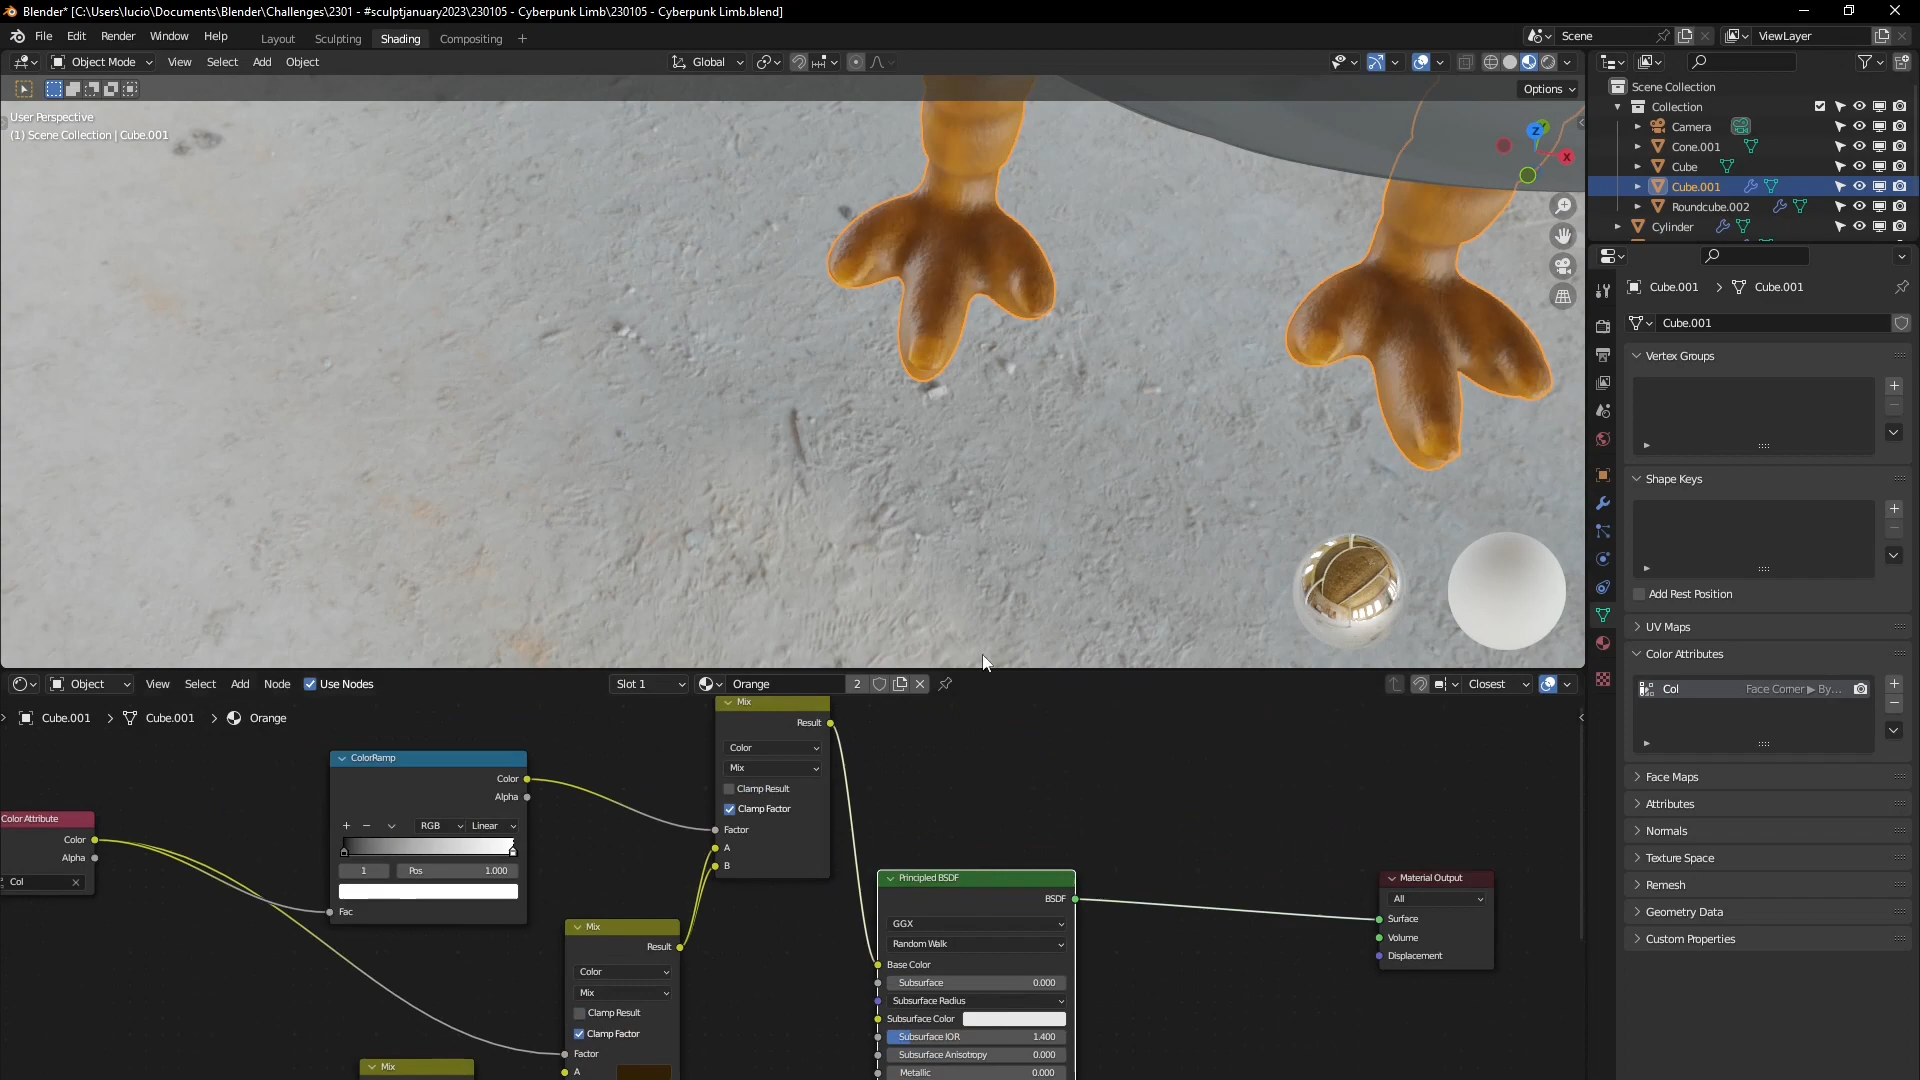 Blender* [C:\Users\lucio\Documents\Blender\Challenges\2301 - #sculptjanuary2023\230105 - Cyberpunk Limb\230105 - Cyberpunk Limb.blend]
File Edit Render Window Help Layout Sculpting Shading Compositing + Scene ViewLayer
Object Mode View Select Add Object Global
Options
User Perspective
(1) Scene Collection | Cube.001
Z
X
Scene Collection
Collection
Camera
Cone.001
Cube
Cube.001
Roundcube.002
Cylinder
Cube.001 > Cube.001
Cube.001
Vertex Groups
Shape Keys
Add Rest Position
UV Maps
Color Attributes
Col Face Corner ▶ By...
Face Maps
Attributes
Normals
Texture Space
Remesh
Geometry Data
Custom Properties
Object View Select Add Node Use Nodes Slot 1 Orange 2 Closest
Cube.001 > Cube.001 > Orange
Color Attribute
Color
Alpha
Col
ColorRamp
Color
Alpha
RGB Linear
1 Pos 1.000
Fac
Mix
Result
Color
Mix
Clamp Result
Clamp Factor
Factor
A
B
Mix
Result
Color
Mix
Clamp Result
Clamp Factor
Factor
A
Mix
Principled BSDF
BSDF
GGX
Random Walk
Base Color
Subsurface 0.000
Subsurface Radius
Subsurface Color
Subsurface IOR 1.400
Subsurface Anisotropy 0.000
Metallic 0.000
Material Output
All
Surface
Volume
Displacement